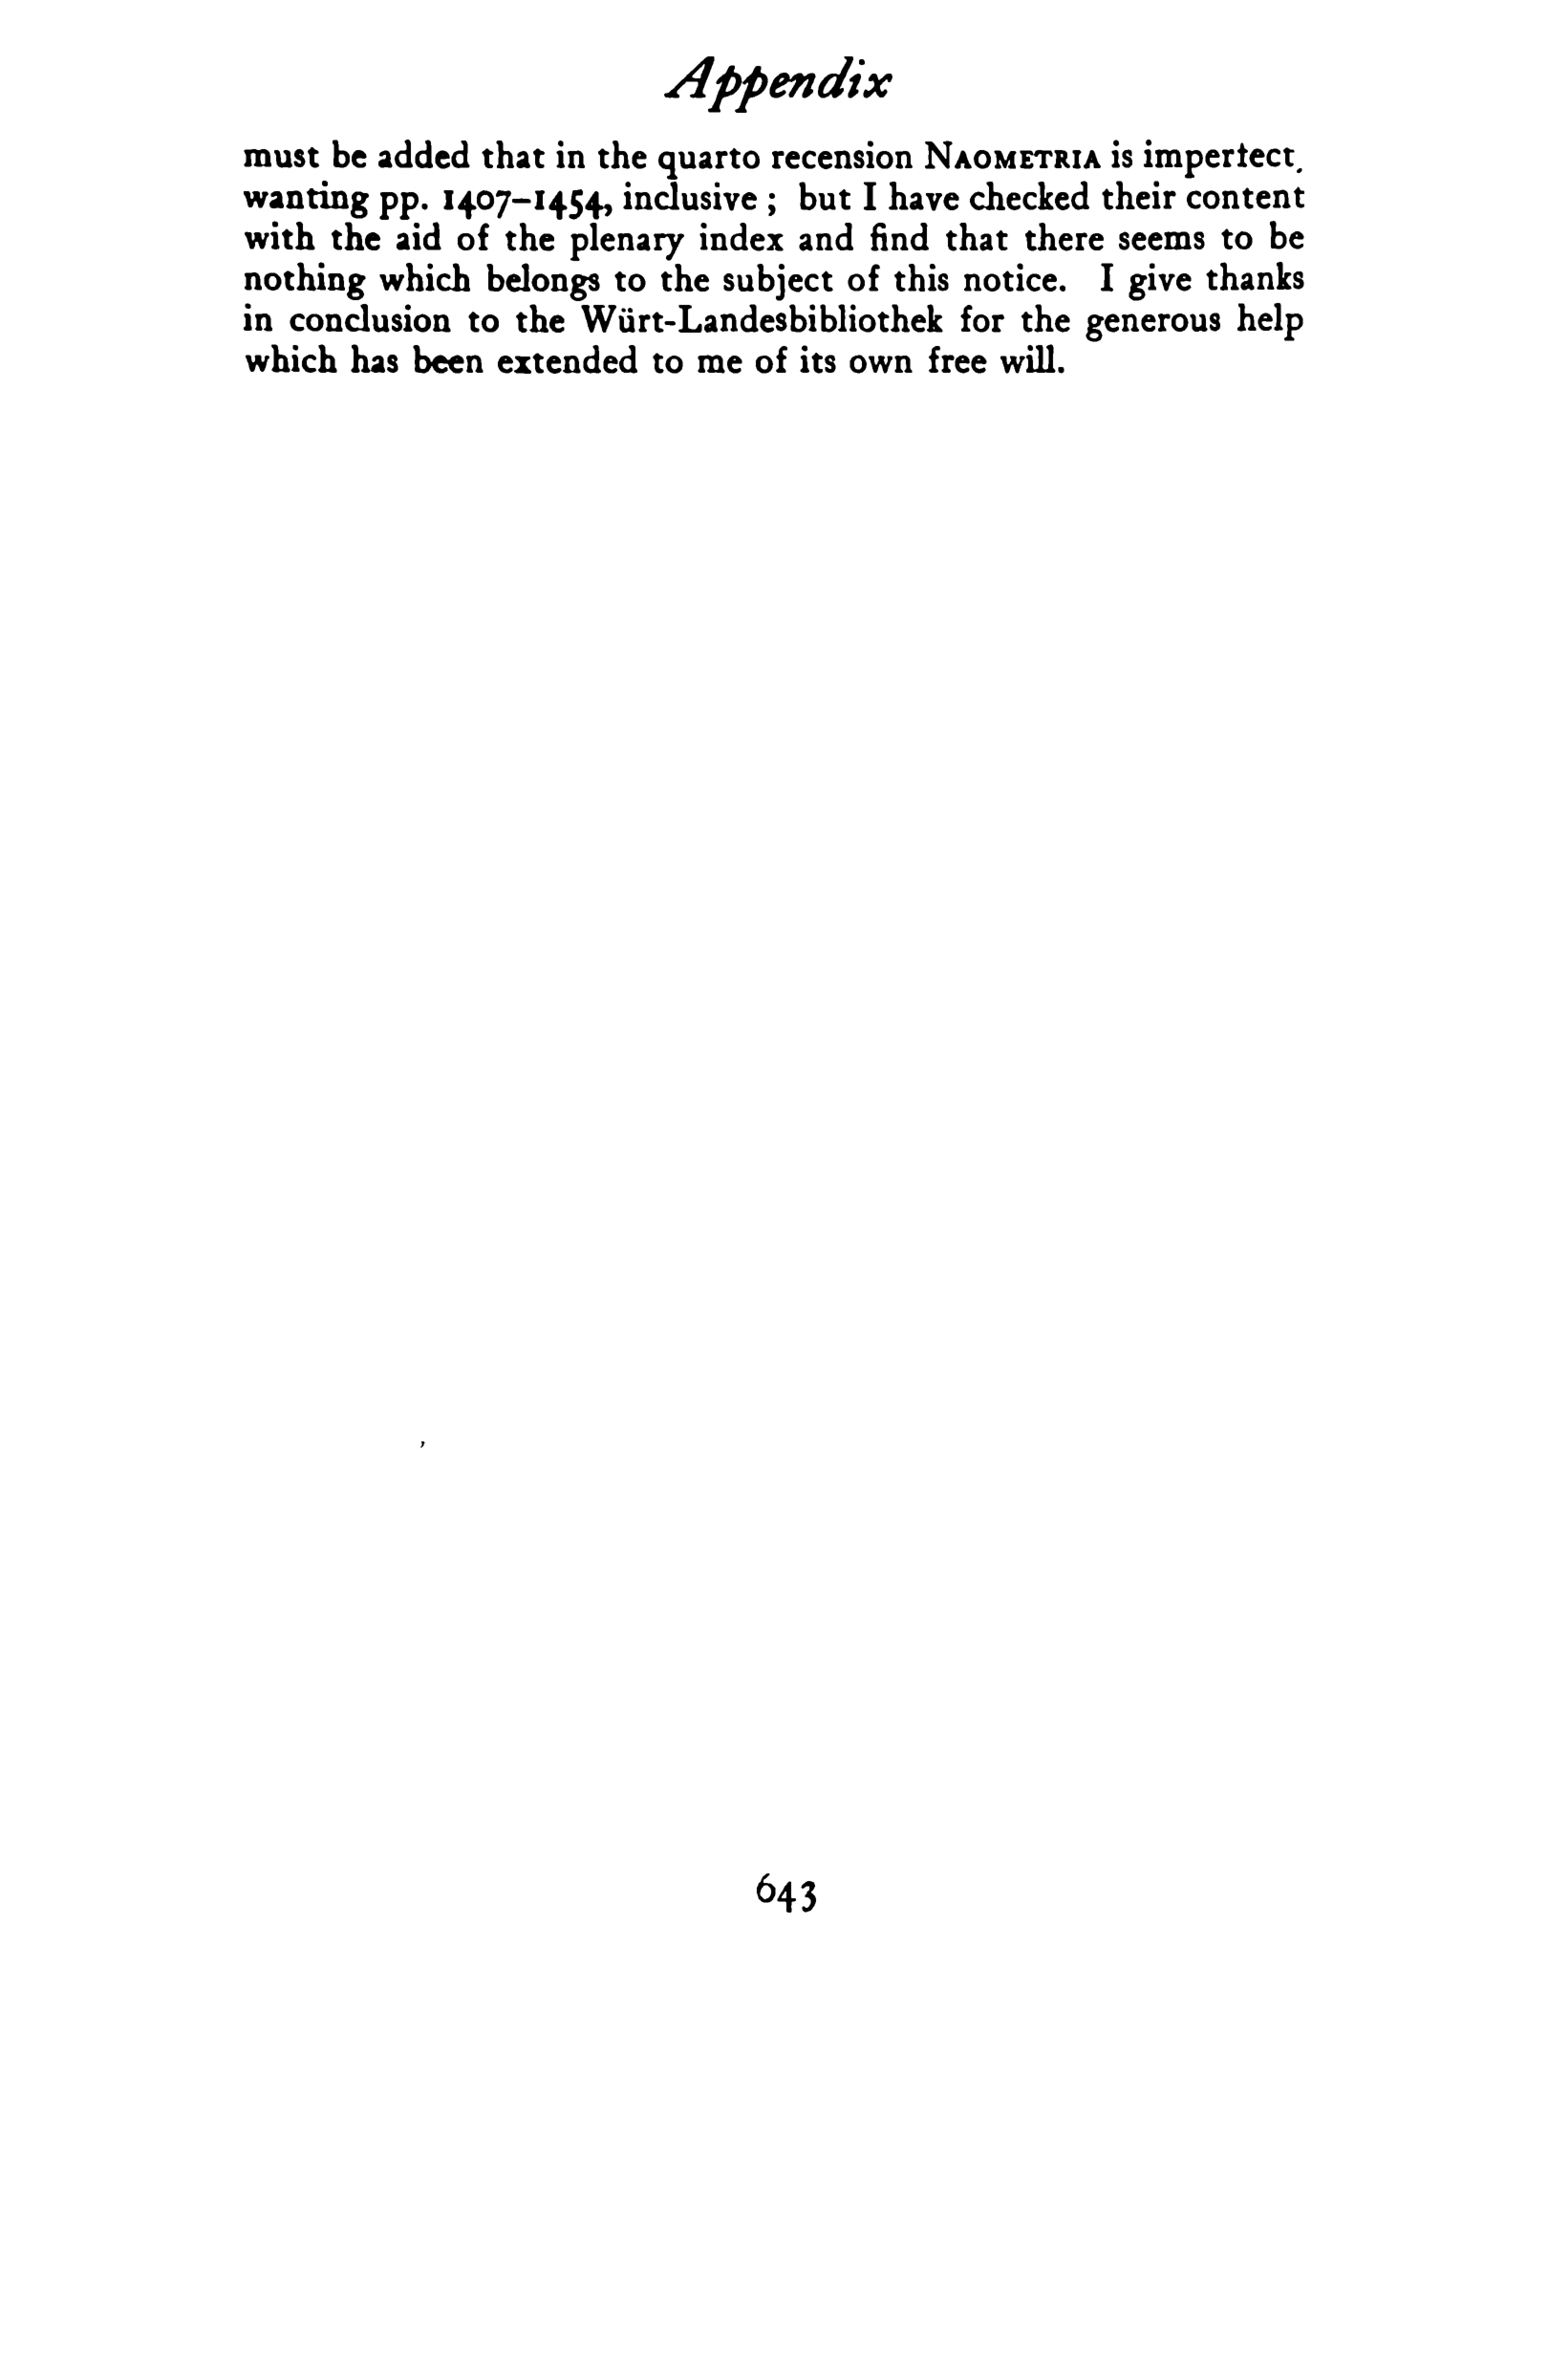 Appendix
must be added that in the quarto recension NAOMETRIA is imperfect,
wanting pp. 1407–1454, inclusive ; but I have checked their content
with the aid of the plenary index and find that there seems to be
nothing which belongs to the subject of this notice. I give thanks
in conclusion to the Würt-Landesbibliothek for the generous help
which has been extended to me of its own free will.
643